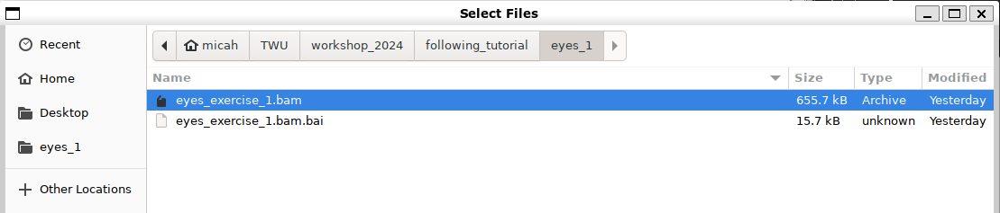 Select Files
Recent
Home
Desktop
eyes_1
Other Locations
micah TWU workshop_2024 following_tutorial eyes_1
Name Size Type Modified
eyes_exercise_1.bam 655.7 kB Archive Yesterday
eyes_exercise_1.bam.bai 15.7 kB unknown Yesterday